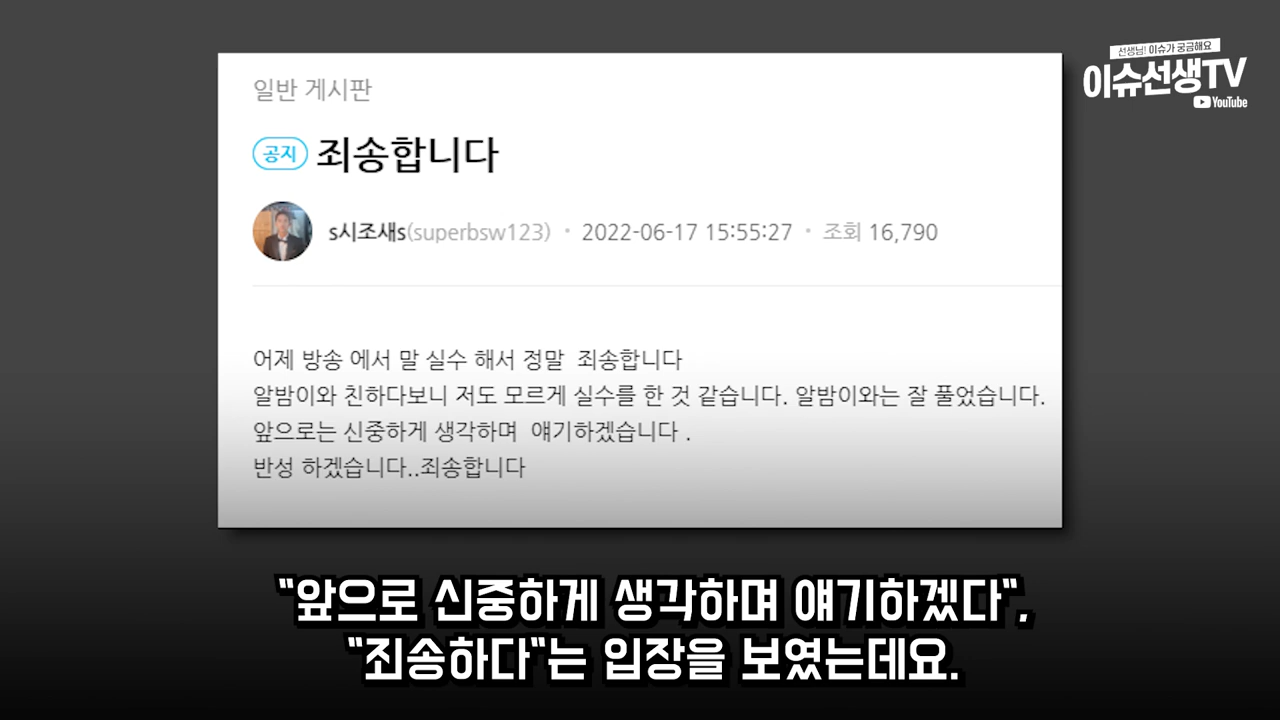 선생님! 이슈가 궁금해요
이슈선생TV
YouTube
일반 게시판
공지 죄송합니다
s시조새s(superbsw123) • 2022-06-17 15:55:27 • 조회 16,790
어제 방송 에서 말 실수 해서 정말 죄송합니다
알밤이와 친하다보니 저도 모르게 실수를 한 것 같습니다. 알밤이와는 잘 풀었습니다.
앞으로는 신중하게 생각하며 얘기하겠습니다 .
반성 하겠습니다..죄송합니다
"앞으로 신중하게 생각하며 얘기하겠다",
"죄송하다"는 입장을 보였는데요.